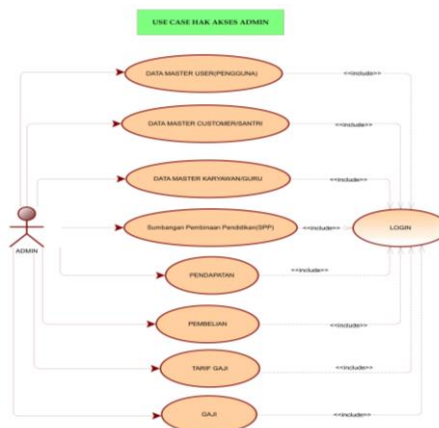 USE CASE HAK AKSES ADMIN
DATA MASTER USER(PENGGUNA)
<<include>>
DATA MASTER CUSTOMER/SANTRI
<<include>>
DATA MASTER KARYAWAN/GURU
<<include>>
Sumbangan Pembinaan Pendidikan(SPP)
<<include>>
LOGIN
ADMIN
PENDAPATAN
<<include>>
PEMBELIAN
<<include>>
TARIF GAJI
<<include>>
GAJI
<<include>>